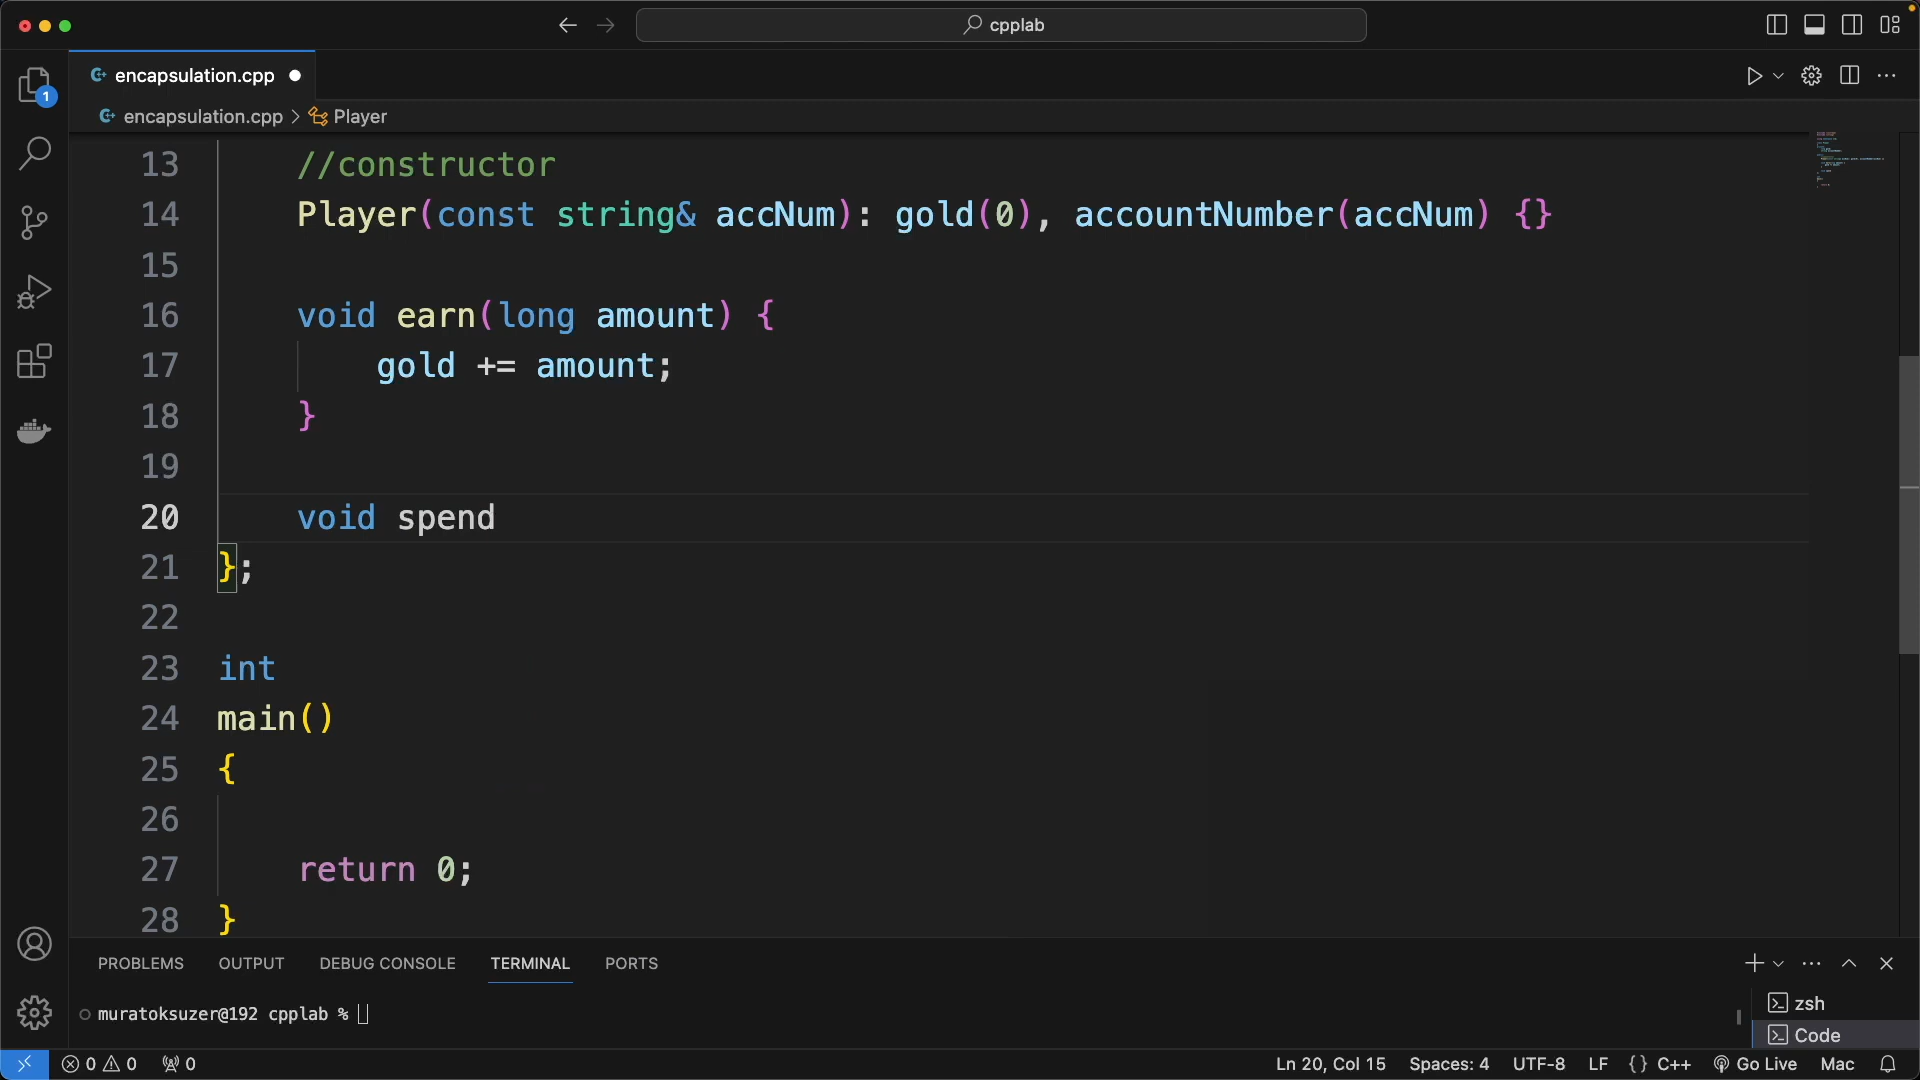 cpplab
encapsulation.cpp
encapsulation.cpp > Player
1
13 //constructor
14 Player(const string& accNum): gold(0), accountNumber(accNum) {}
15
16 void earn(long amount) {
17 gold += amount;
18 }
19
20 void spend
21 };
22
23 int
24 main()
25 {
26
27 return 0;
28 }
PROBLEMS OUTPUT DEBUG CONSOLE TERMINAL PORTS
muratoksuzer@192 cpplab %
zsh
Code
0 0 0 Ln 20, Col 15 Spaces: 4 UTF-8 LF {} C++ Go Live Mac